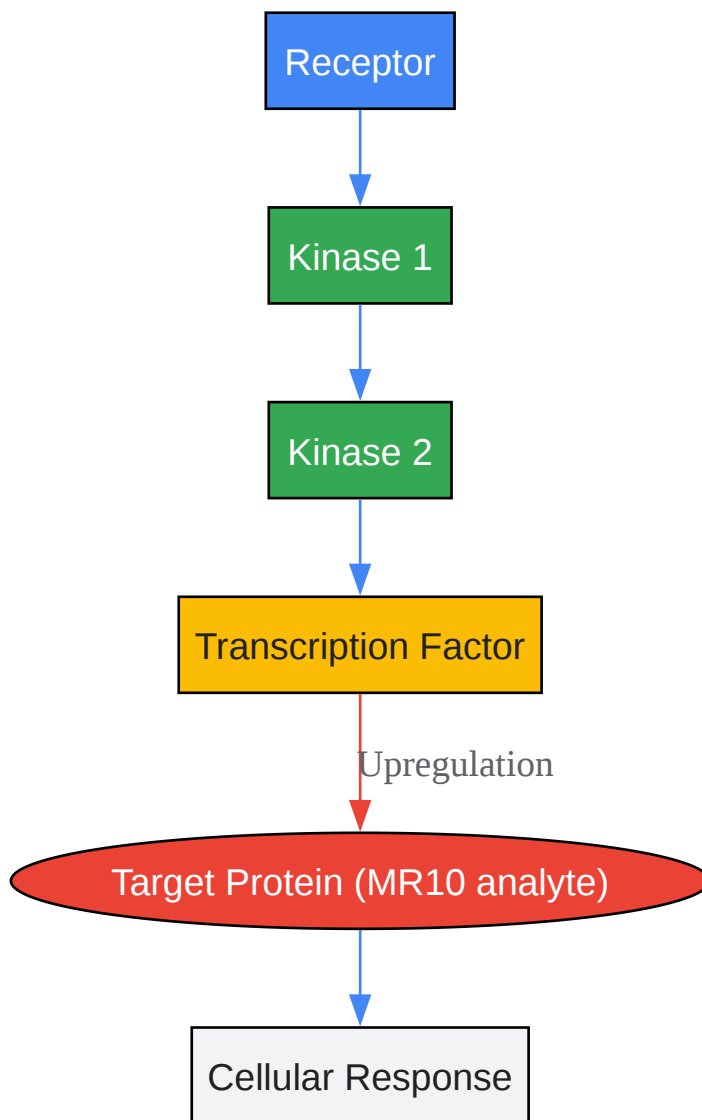 Receptor
Kinase 1
Kinase 2
Transcription Factor
Upregulation
Target Protein (MR10 analyte)
Cellular Response